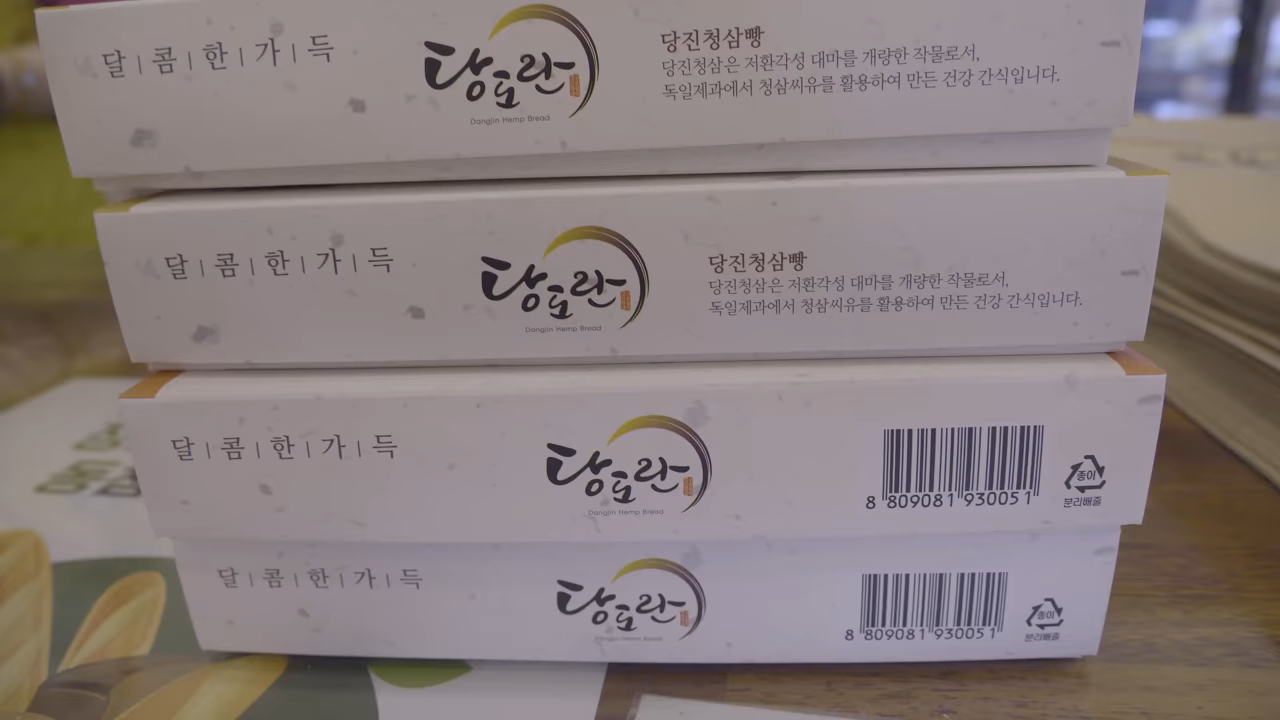 달 | 콤 | 한 | 가 | 득
당토란
Dangjin Hemp Bread
당진청삼빵
당진청삼은 저환각성 대마를 개량한 작물로서,
독일제과에서 청삼씨유를 활용하여 만든 건강 간식입니다.
달 | 콤 | 한 | 가 | 득
당토란
Dangjin Hemp Bread
당진청삼빵
당진청삼은 저환각성 대마를 개량한 작물로서,
독일제과에서 청삼씨유를 활용하여 만든 건강 간식입니다.
달 | 콤 | 한 | 가 | 득
당토란
Dangjin Hemp Bread
8 809081 930051
종이
분리배출
달 | 콤 | 한 | 가 | 득
당토란
Dangjin Hemp Bread
8 809081 930051
종이
분리배출